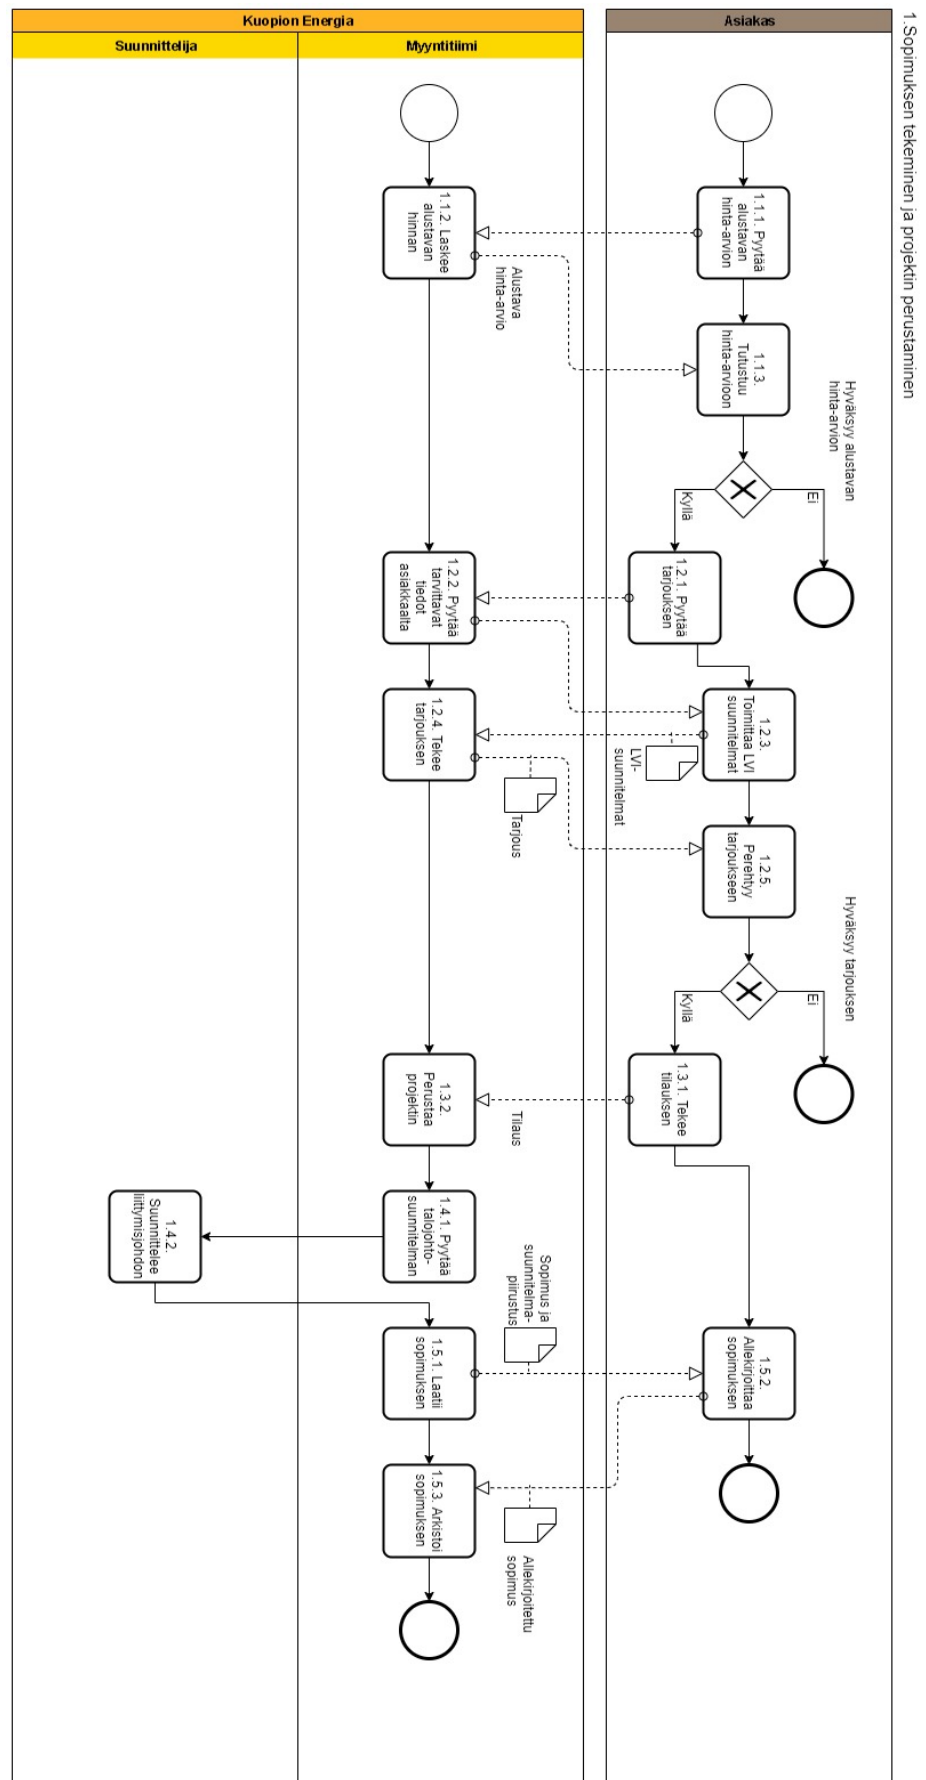 1.Sopimuksen tekeminen ja projektin perustaminen
Kuopion Energia
Asiakas
Suunnittelija
Myyntitiimi
1.1.1. Pyytää
alustavan
hinta-arvion
1.1.2. Laskee
alustavan
hinnan
Alustava
hinta-arvio
1.1.3.
Tutustuu
hinta-arvioon
Hyväksyy alustavan
hinta-arvion
Ei
Kyllä
1.2.1. Pyytää
tarjouksen
1.2.2. Pyytää
tarvittavat
tiedot
asiakkaalta
1.2.3.
Toimittaa LVI
suunnitelmat
LVI-
suunnitelmat
1.2.4. Tekee
tarjouksen
Tarjous
1.2.5.
Perehtyy
tarjoukseen
Hyväksyy tarjouksen
Ei
Kyllä
1.3.1. Tekee
tilauksen
Tilaus
1.3.2.
Perustaa
projektin
1.4.1. Pyytää
talojohto-
suunnitelman
1.4.2.
Suunnittelee
liittymisjohdon
1.5.1. Laatii
sopimuksen
Sopimus ja
suunnitelma-
piirustus
1.5.2.
Allekirjoittaa
sopimuksen
1.5.3. Arkistoi
sopimuksen
Allekirjoitettu
sopimus